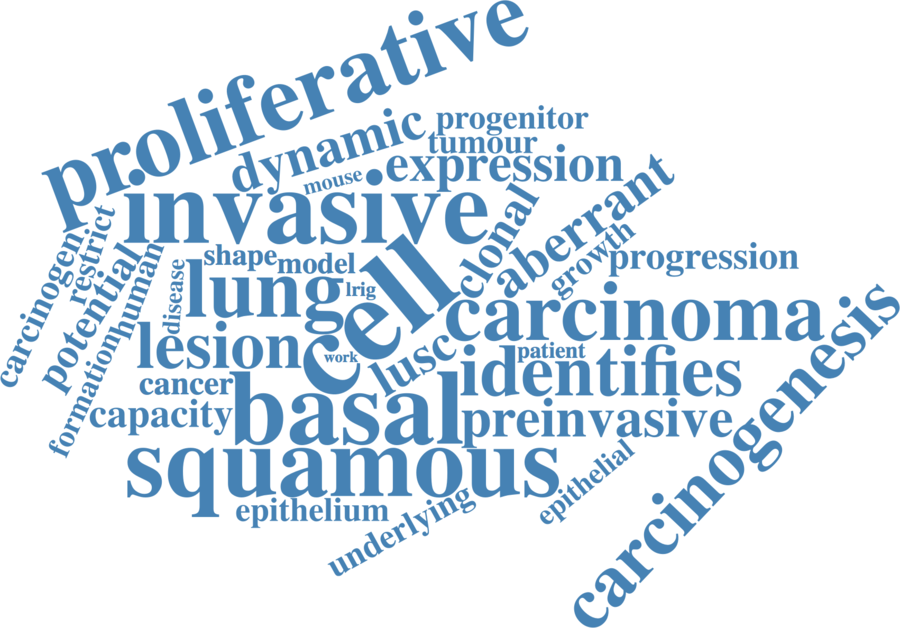 proliferative
dynamic
progenitor
tumour
expression
mouse
invasive
clonal
aberrant
growth
progression
carcinogen
restrict
potential
human
formation
disease
shape
model
lung
lrig
cell
carcinoma
lesion
work
lusc
patient
identifies
cancer
capacity
basal
preinvasive
squamous
carcinogenesis
epithelium
underlying
epithelial